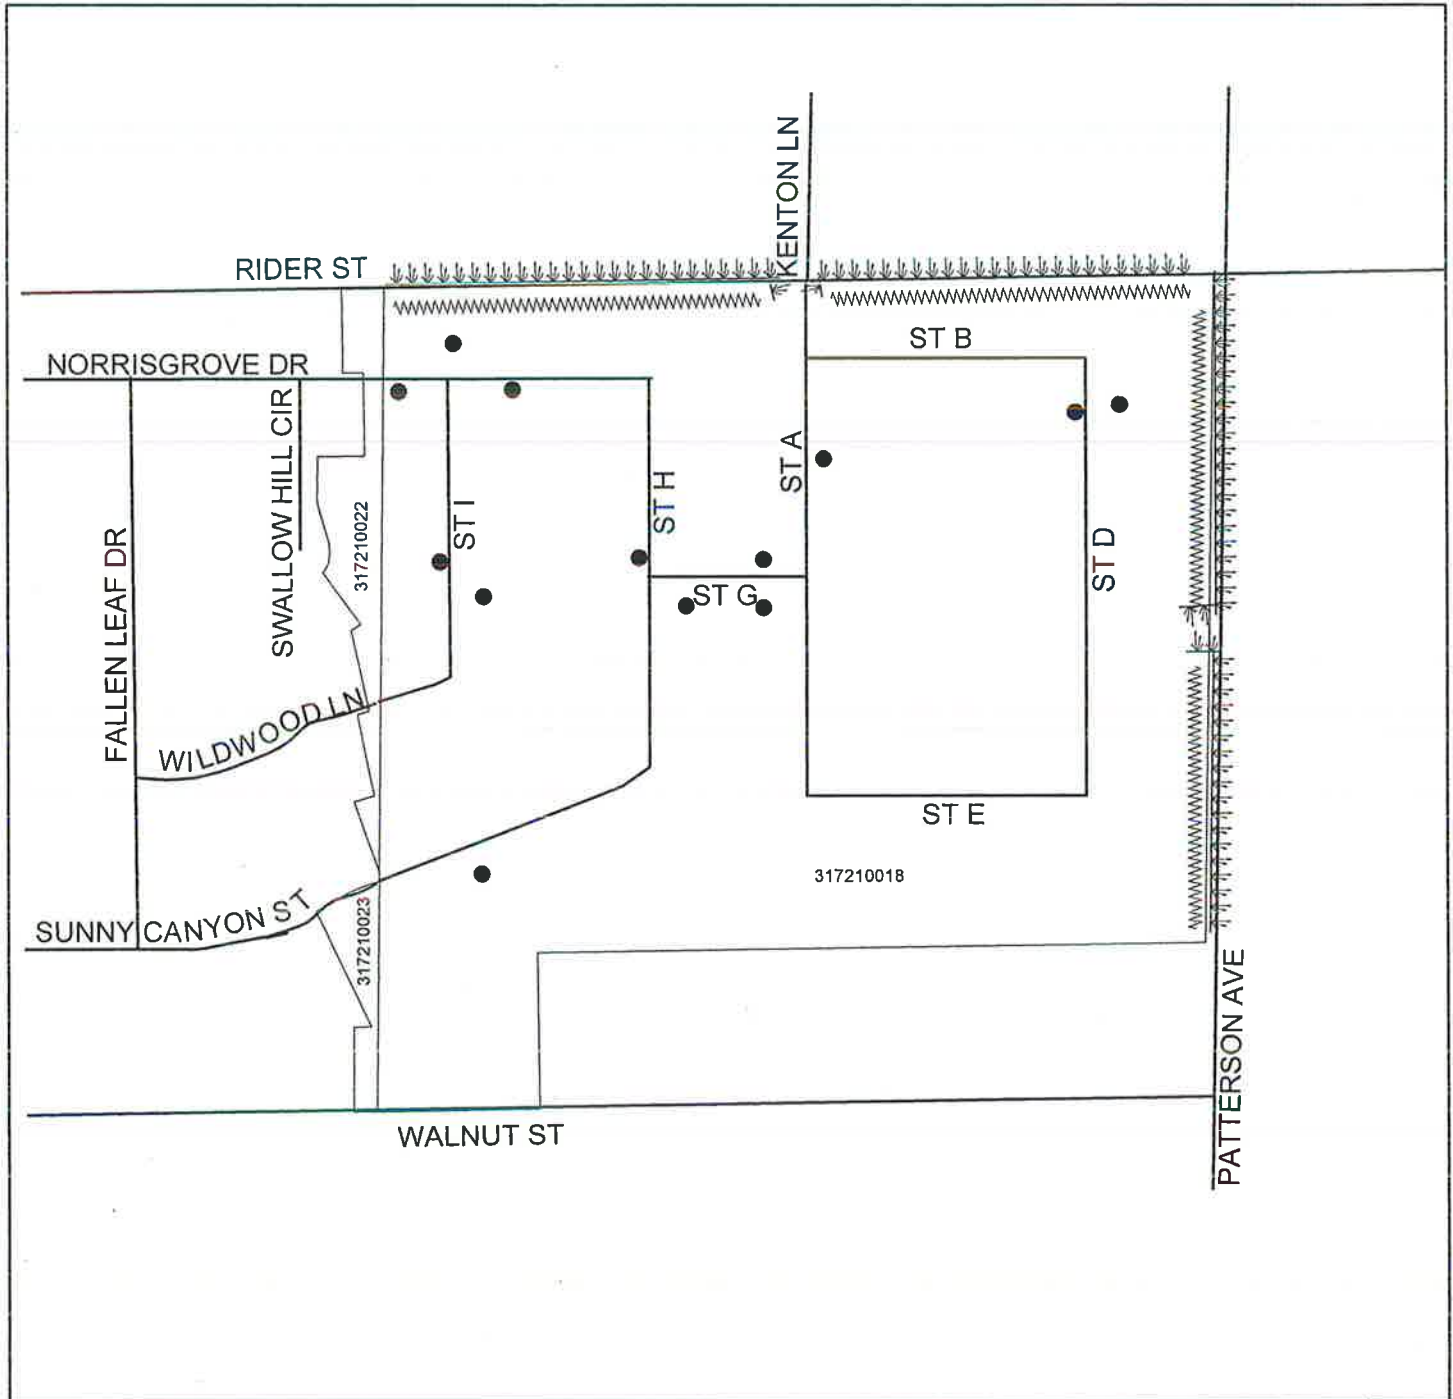 KENTON LN
RIDER ST
ST B
NORRISGROVE DR
SWALLOW HILL CIR
ST A
ST H
ST I
317210022
FALLEN LEAF DR
ST D
ST G
WILDWOOD LN
ST E
317210018
SUNNY CANYON ST
317210023
PATTERSON AVE
WALNUT ST